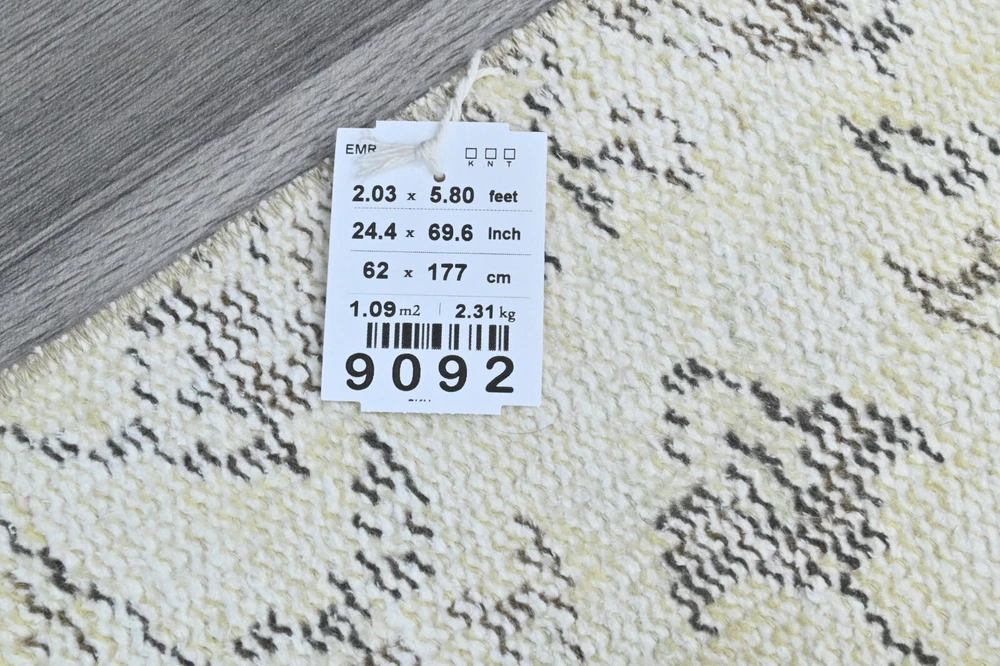 EMR
K N T
2.03 x 5.80 feet
24.4 x 69.6 Inch
62 x 177 cm
1.09 m2 | 2.31 kg
9092